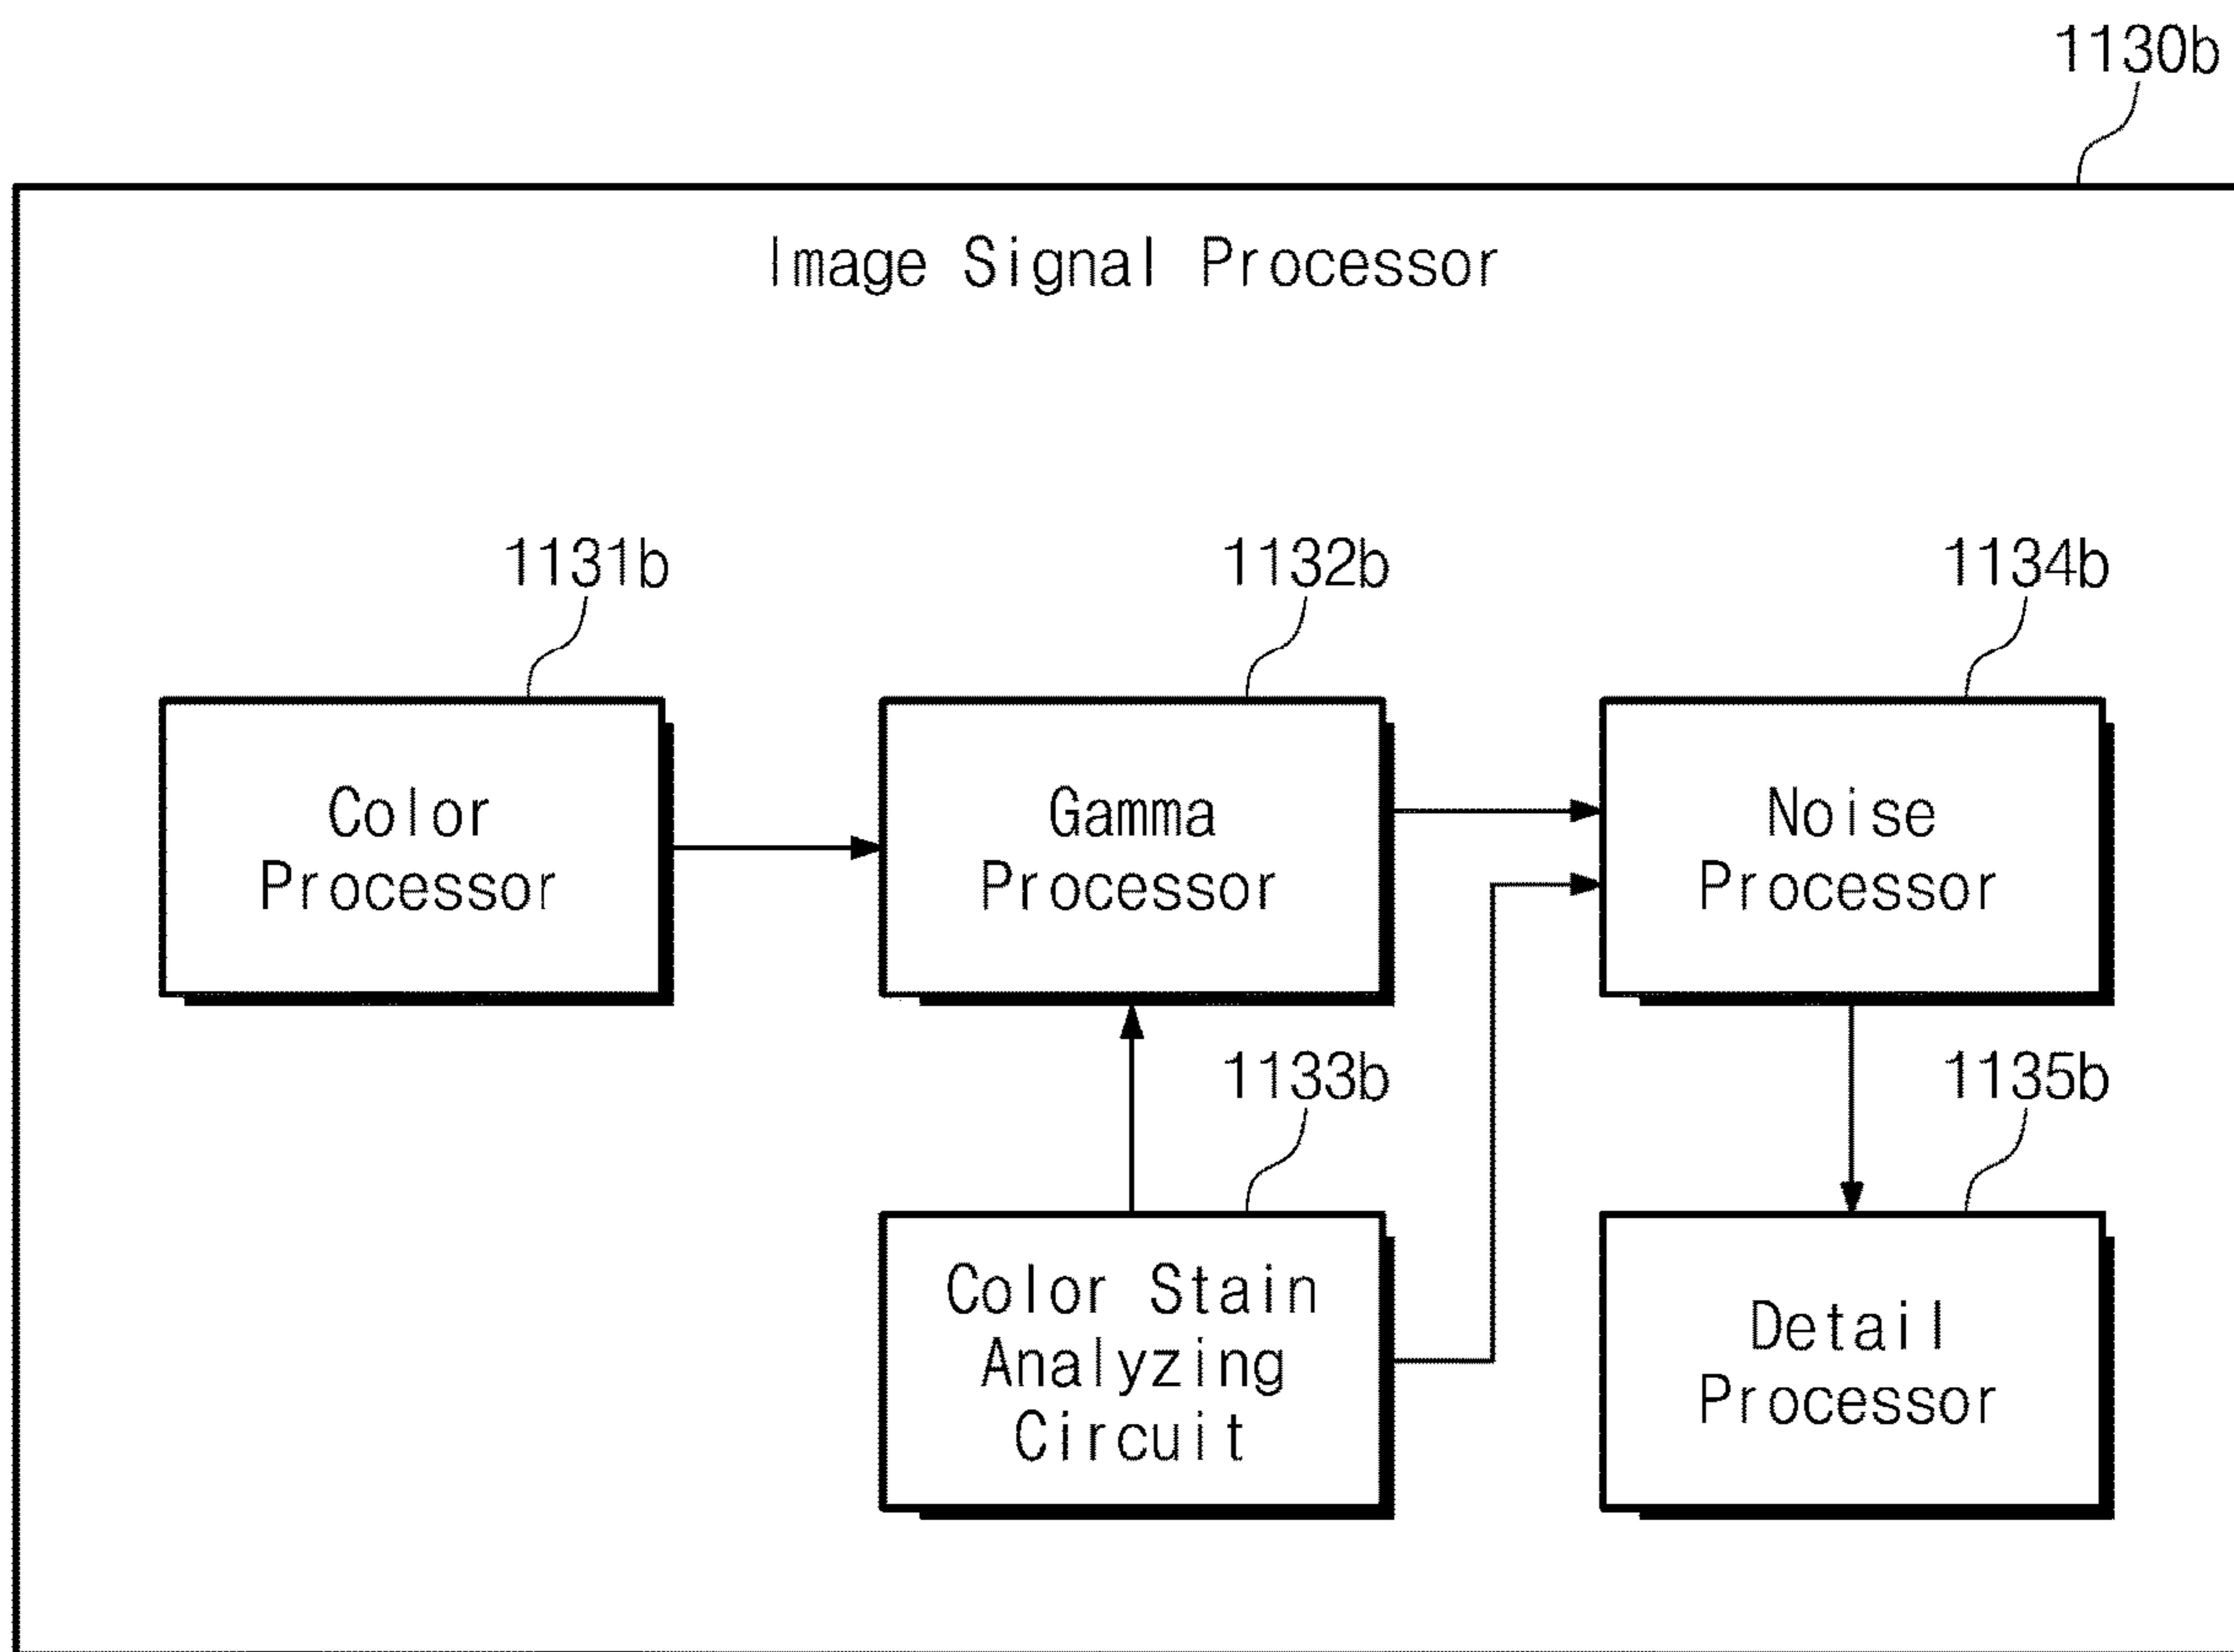 1130b
Image Signal Processor
1131b
1132b
1134b
Color
Processor
Gamma
Processor
Noise
Processor
1133b
1135b
Color Stain
Analyzing
Circuit
Detail
Processor